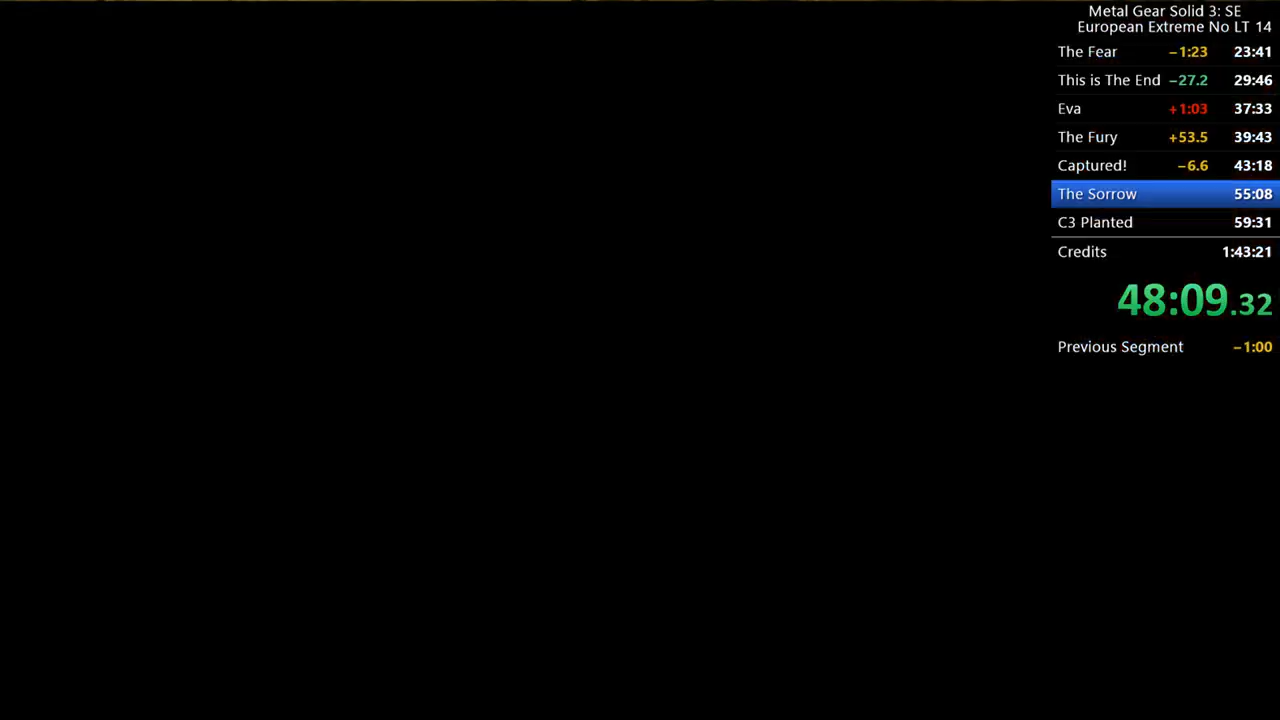 Metal Gear Solid 3: SE
European Extreme No LT 14
The Fear −1:23 23:41
This is The End −27.2 29:46
Eva +1:03 37:33
The Fury +53.5 39:43
Captured! −6.6 43:18
The Sorrow 55:08
C3 Planted 59:31
Credits 1:43:21
48:09.32
Previous Segment −1:00